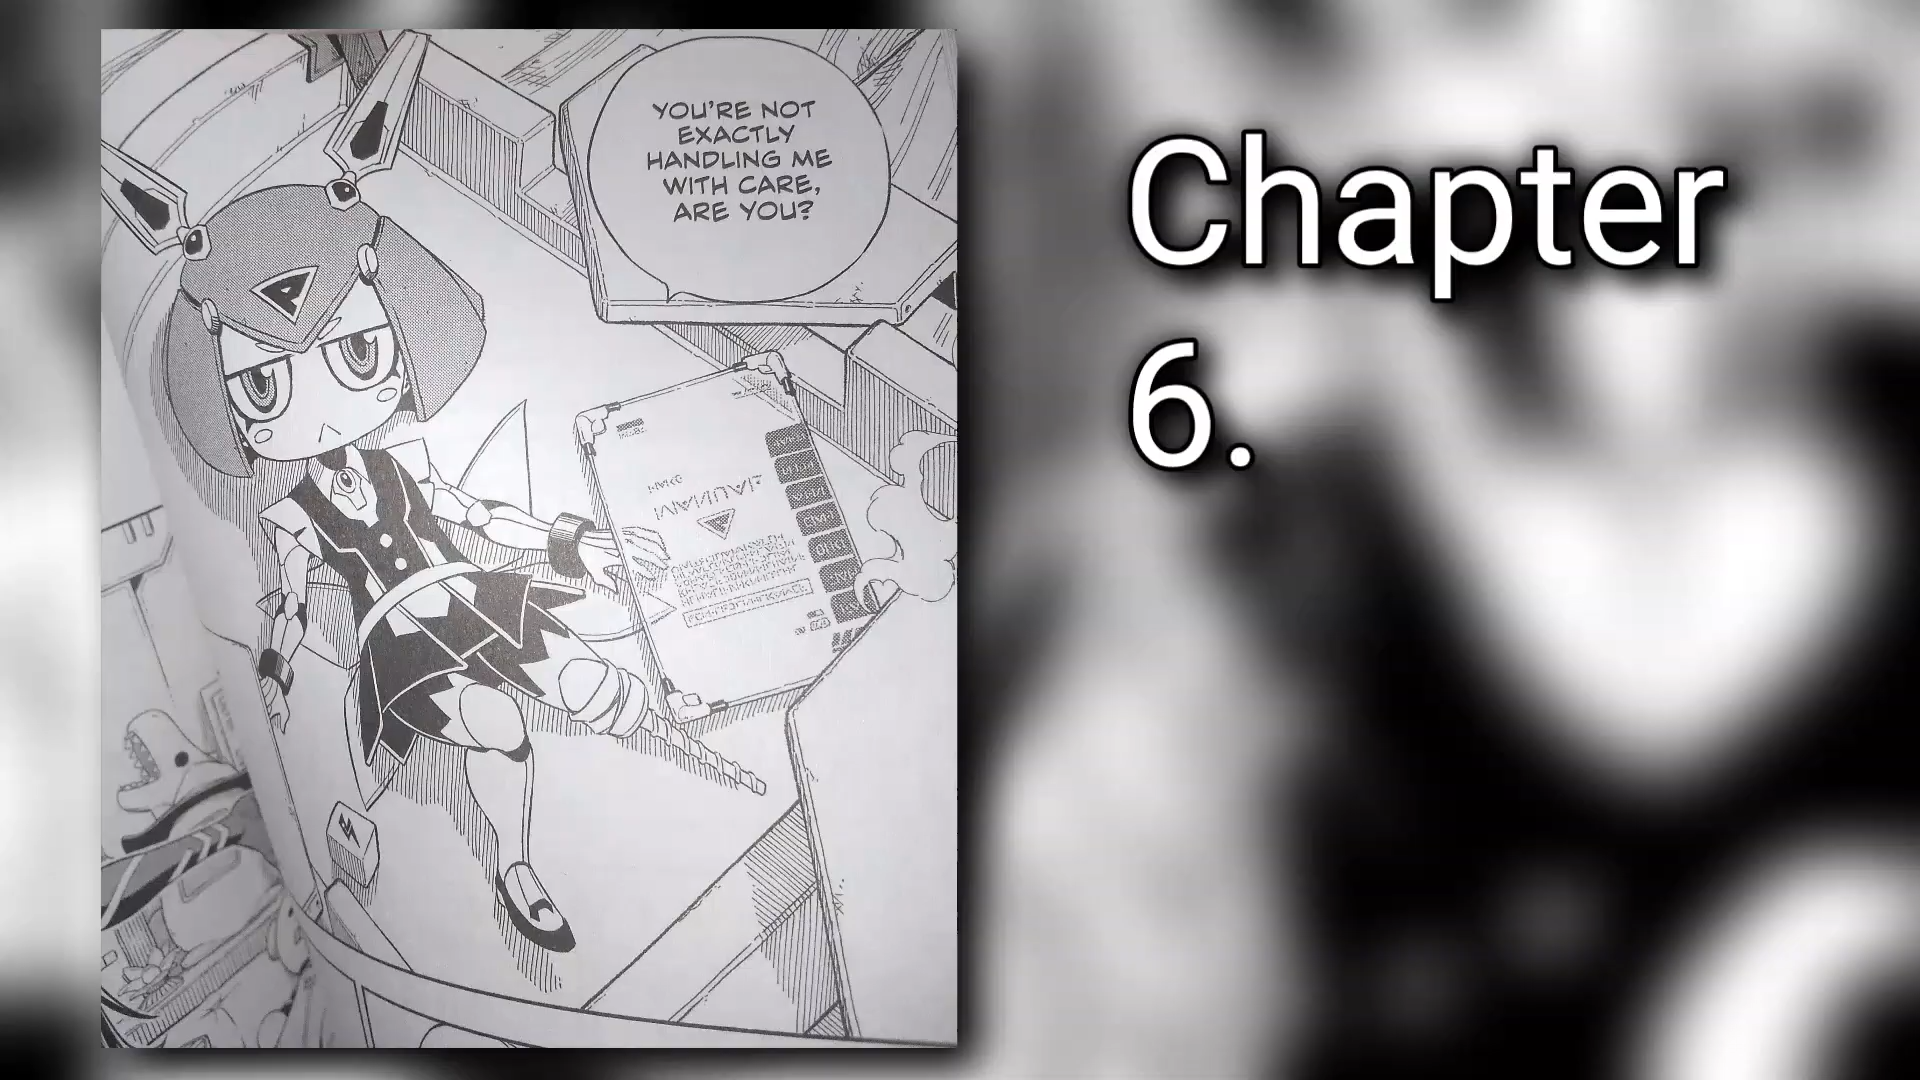 YOU'RE NOT
EXACTLY
HANDLING ME
WITH CARE,
ARE YOU?
MANUAL
Chapter
6.